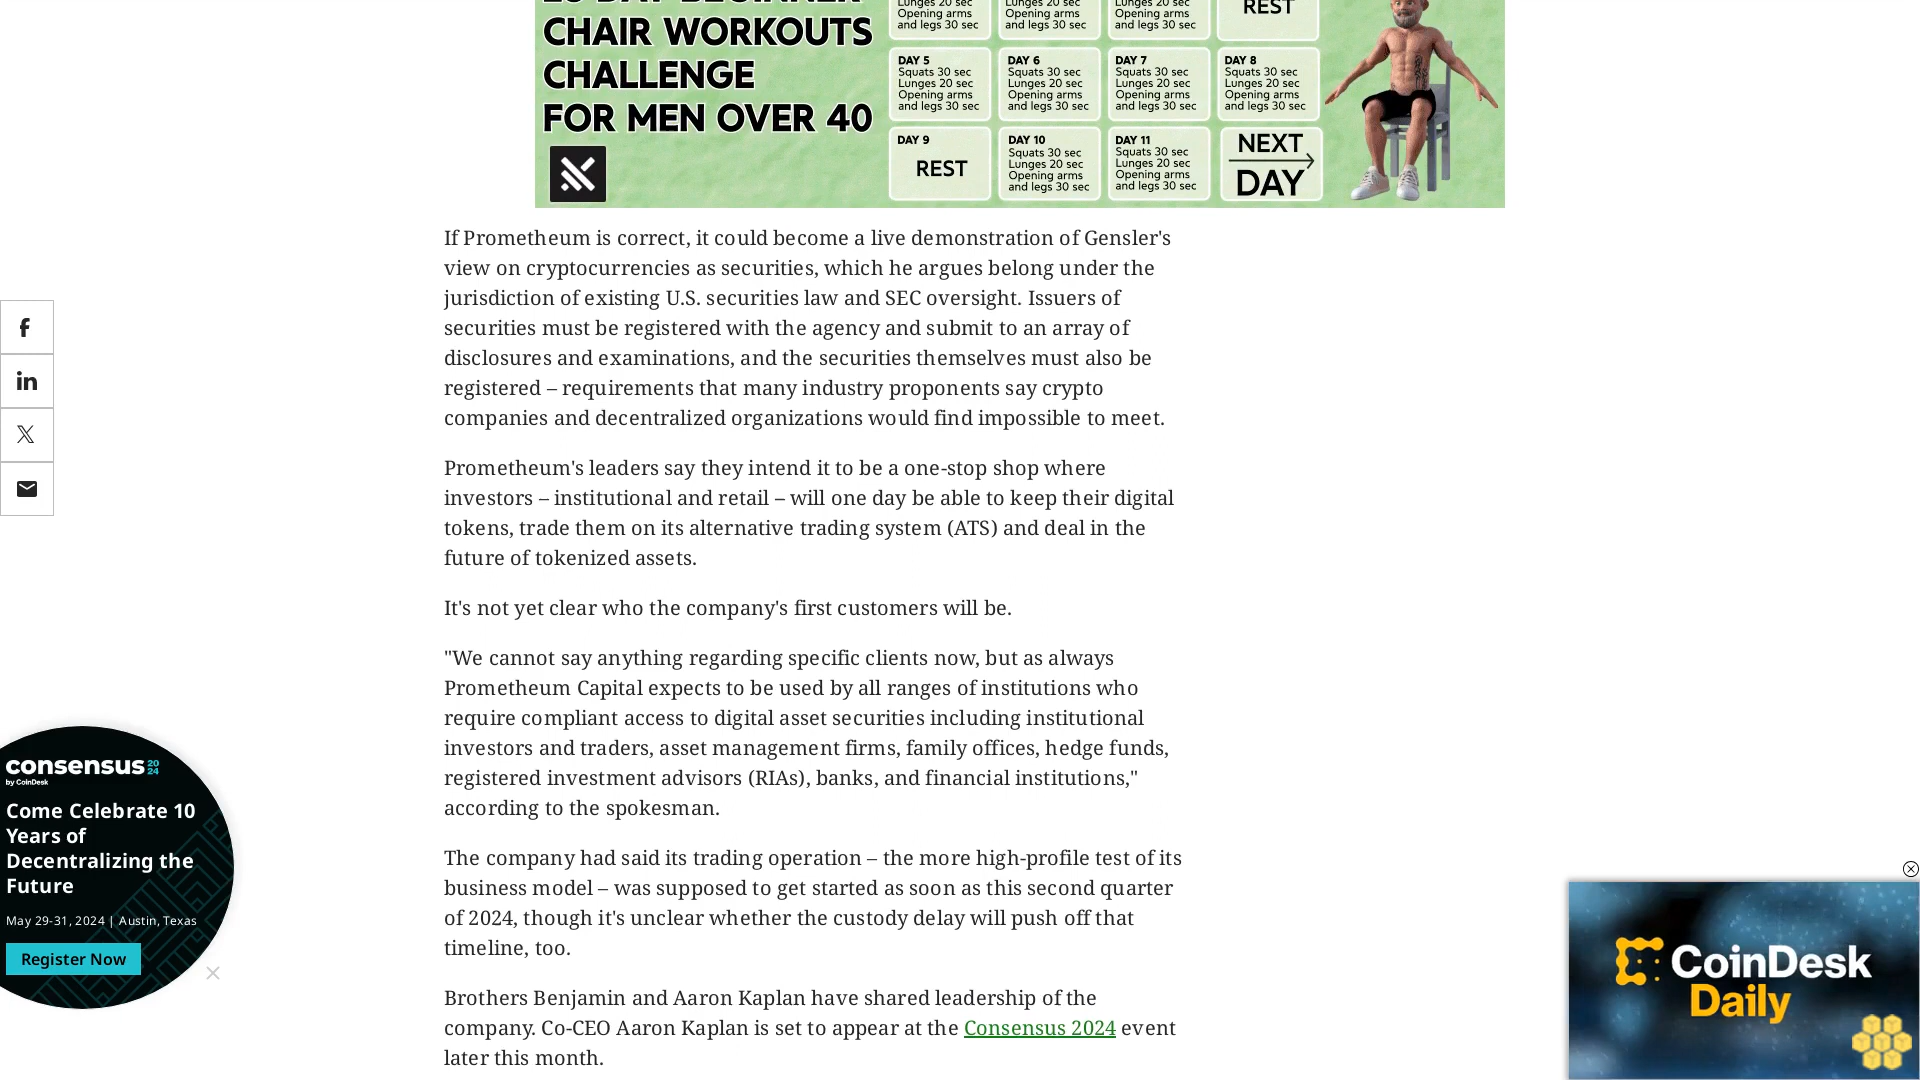 CHAIR WORKOUTS
CHALLENGE
FOR MEN OVER 40
Lunges 20 sec
Opening arms
and legs 30 sec
Lunges 20 sec
Opening arms
and legs 30 sec
Lunges 20 sec
Opening arms
and legs 30 sec
REST
DAY 5
Squats 30 sec
Lunges 20 sec
Opening arms
and legs 30 sec
DAY 6
Squats 30 sec
Lunges 20 sec
Opening arms
and legs 30 sec
DAY 7
Squats 30 sec
Lunges 20 sec
Opening arms
and legs 30 sec
DAY 8
Squats 30 sec
Lunges 20 sec
Opening arms
and legs 30 sec
DAY 9
REST
DAY 10
Squats 30 sec
Lunges 20 sec
Opening arms
and legs 30 sec
DAY 11
Squats 30 sec
Lunges 20 sec
Opening arms
and legs 30 sec
NEXT
DAY
If Prometheum is correct, it could become a live demonstration of Gensler's
view on cryptocurrencies as securities, which he argues belong under the
jurisdiction of existing U.S. securities law and SEC oversight. Issuers of
securities must be registered with the agency and submit to an array of
disclosures and examinations, and the securities themselves must also be
registered – requirements that many industry proponents say crypto
companies and decentralized organizations would find impossible to meet.
Prometheum's leaders say they intend it to be a one-stop shop where
investors – institutional and retail – will one day be able to keep their digital
tokens, trade them on its alternative trading system (ATS) and deal in the
future of tokenized assets.
It's not yet clear who the company's first customers will be.
"We cannot say anything regarding specific clients now, but as always
Prometheum Capital expects to be used by all ranges of institutions who
require compliant access to digital asset securities including institutional
investors and traders, asset management firms, family offices, hedge funds,
registered investment advisors (RIAs), banks, and financial institutions,"
according to the spokesman.
The company had said its trading operation – the more high-profile test of its
business model – was supposed to get started as soon as this second quarter
of 2024, though it's unclear whether the custody delay will push off that
timeline, too.
Brothers Benjamin and Aaron Kaplan have shared leadership of the
company. Co-CEO Aaron Kaplan is set to appear at the Consensus 2024 event
later this month.
consensus 2024
by CoinDesk
Come Celebrate 10
Years of
Decentralizing the
Future
May 29-31, 2024 | Austin, Texas
Register Now
CoinDesk
Daily